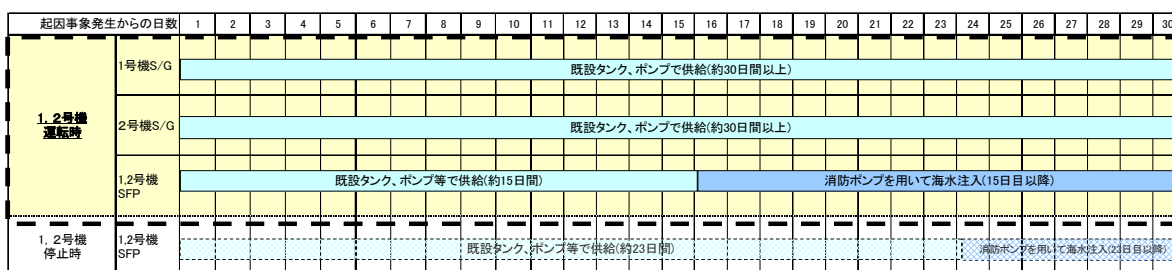 起因事象発生からの日数 1 2 3 4 5 6 7 8 9 10 11 12 13 14 15 16 17 18 19 20 21 22 23 24 25 26 27 28 29 30
1, 2号機
運転時
1号機S/G
既設タンク、ポンプで供給(約30日間以上)
2号機S/G
既設タンク、ポンプで供給(約30日間以上)
1,2号機
SFP
既設タンク、ポンプ等で供給(約15日間)
消防ポンプを用いて海水注入(15日目以降)
1, 2号機
停止時
1,2号機
SFP
既設タンク、ポンプ等で供給(約23日間)
消防ポンプを用いて海水注入(23日目以降)